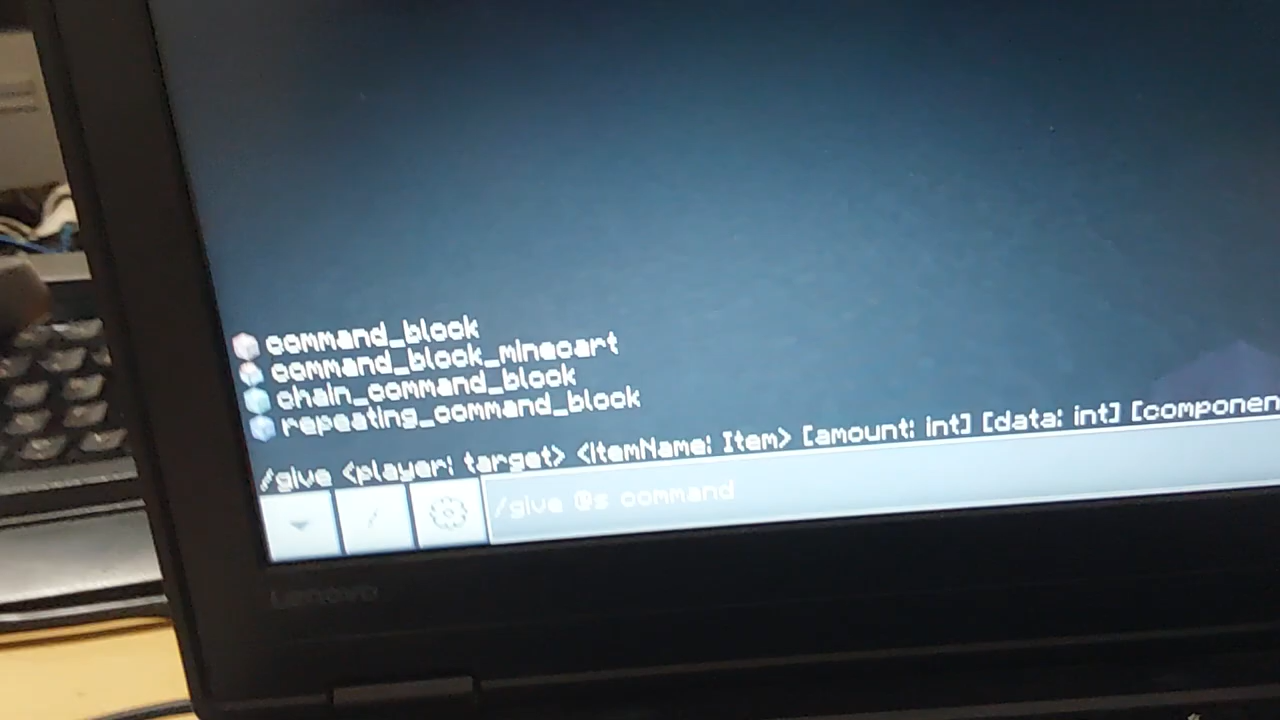 command_block
command_block_minecart
chain_command_block
repeating_command_block
/give <player: target> <itemName: Item> [amount: int] [data: int] [componen
/give @s command
Lenovo